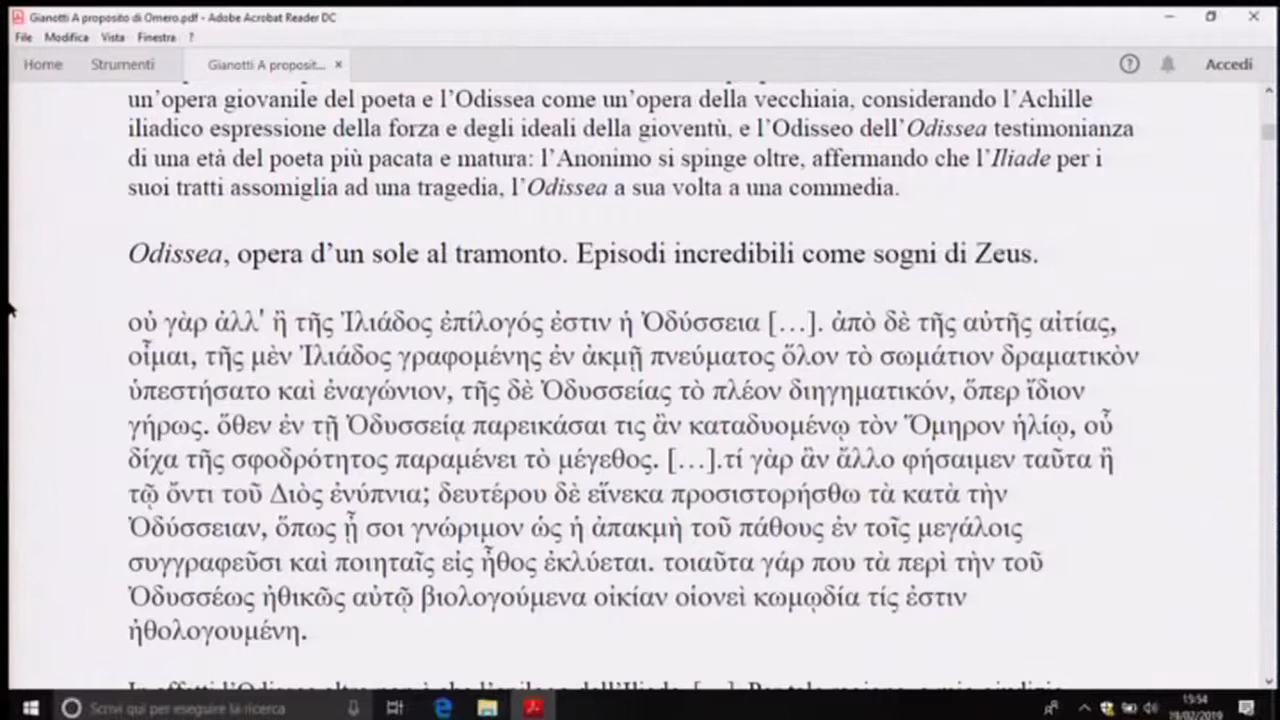 Gianotti A proposito di Omero.pdf - Adobe Acrobat Reader DC
File Modifica Vista Finestra ?
Home Strumenti Gianotti A proposit... × Accedi
un’opera giovanile del poeta e l’Odissea come un’opera della vecchiaia, considerando l’Achille
iliadico espressione della forza e degli ideali della gioventù, e l’Odisseo dell’Odissea testimonianza
di una età del poeta più pacata e matura: l’Anonimo si spinge oltre, affermando che l’Iliade per i
suoi tratti assomiglia ad una tragedia, l’Odissea a sua volta a una commedia.
Odissea, opera d’un sole al tramonto. Episodi incredibili come sogni di Zeus.
οὐ γὰρ ἀλλ' ἢ τῆς Ἰλιάδος ἐπίλογός ἐστιν ἡ Ὀδύσσεια […]. ἀπὸ δὲ τῆς αὐτῆς αἰτίας,
οἶμαι, τῆς μὲν Ἰλιάδος γραφομένης ἐν ἀκμῇ πνεύματος ὅλον τὸ σωμάτιον δραματικὸν
ὑπεστήσατο καὶ ἐναγώνιον, τῆς δὲ Ὀδυσσείας τὸ πλέον διηγηματικόν, ὅπερ ἴδιον
γήρως. ὅθεν ἐν τῇ Ὀδυσσείᾳ παρεικάσαι τις ἂν καταδυομένῳ τὸν Ὅμηρον ἡλίῳ, οὗ
δίχα τῆς σφοδρότητος παραμένει τὸ μέγεθος. […].τί γὰρ ἂν ἄλλο φήσαιμεν ταῦτα ἢ
τῷ ὄντι τοῦ Διὸς ἐνύπνια; δευτέρου δὲ εἵνεκα προσιστορήσθω τὰ κατὰ τὴν
Ὀδύσσειαν, ὅπως ᾖ σοι γνώριμον ὡς ἡ ἀπακμὴ τοῦ πάθους ἐν τοῖς μεγάλοις
συγγραφεῦσι καὶ ποιηταῖς εἰς ἦθος ἐκλύεται. τοιαῦτα γάρ που τὰ περὶ τὴν τοῦ
Ὀδυσσέως ἠθικῶς αὐτῷ βιολογούμενα οἰκίαν οἱονεὶ κωμῳδία τίς ἐστιν
ἠθολογουμένη.
Scrivi qui per eseguire la ricerca
15:54